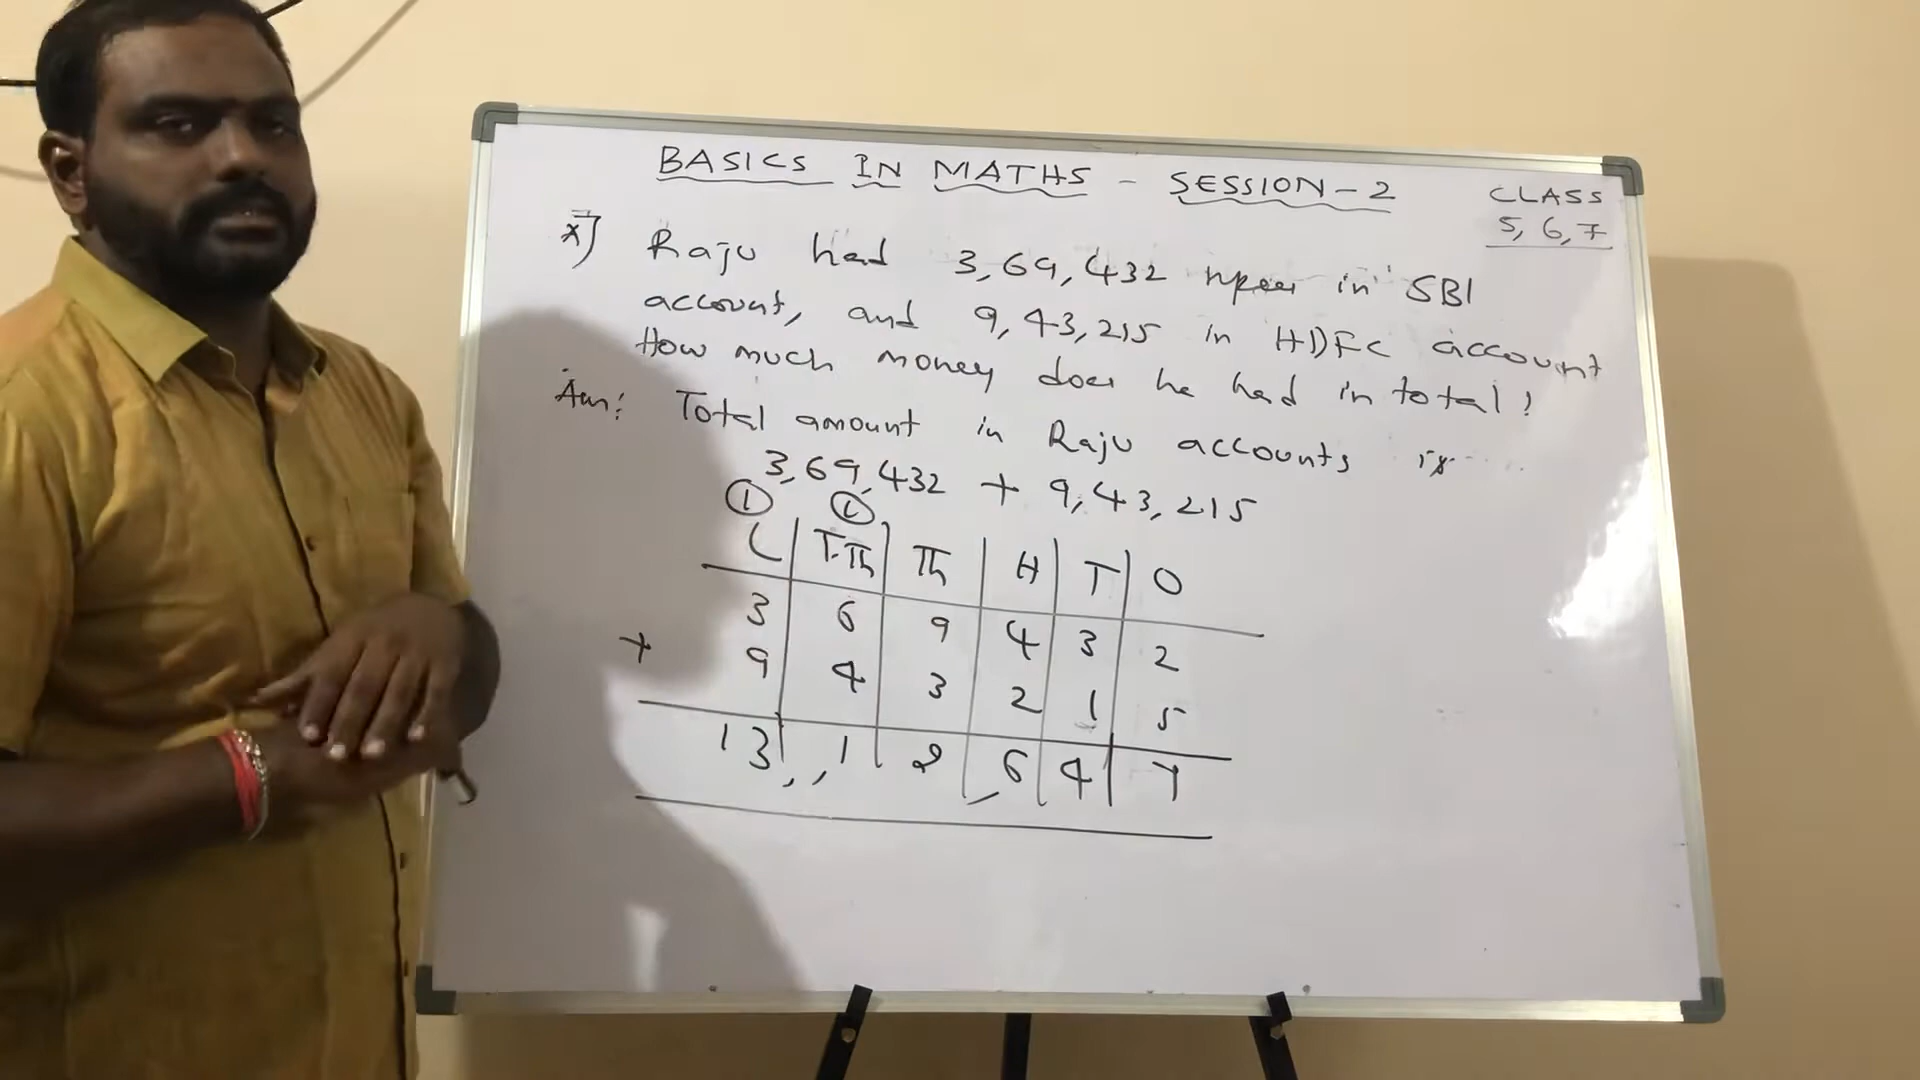 BASICS IN MATHS - SESSION-2
CLASS
5, 6, 7
Raju had 3,69,432 rupees in SBI
account, and 9,43,215 in HDFC account
How much money does he had in total?
Ans: Total amount in Raju accounts is
3,69,432 + 9,43,215
1 1
L T.Th Th H T O
3 6 9 4 3 2
+ 9 4 3 2 1 5
13,,1 2,6 4 7